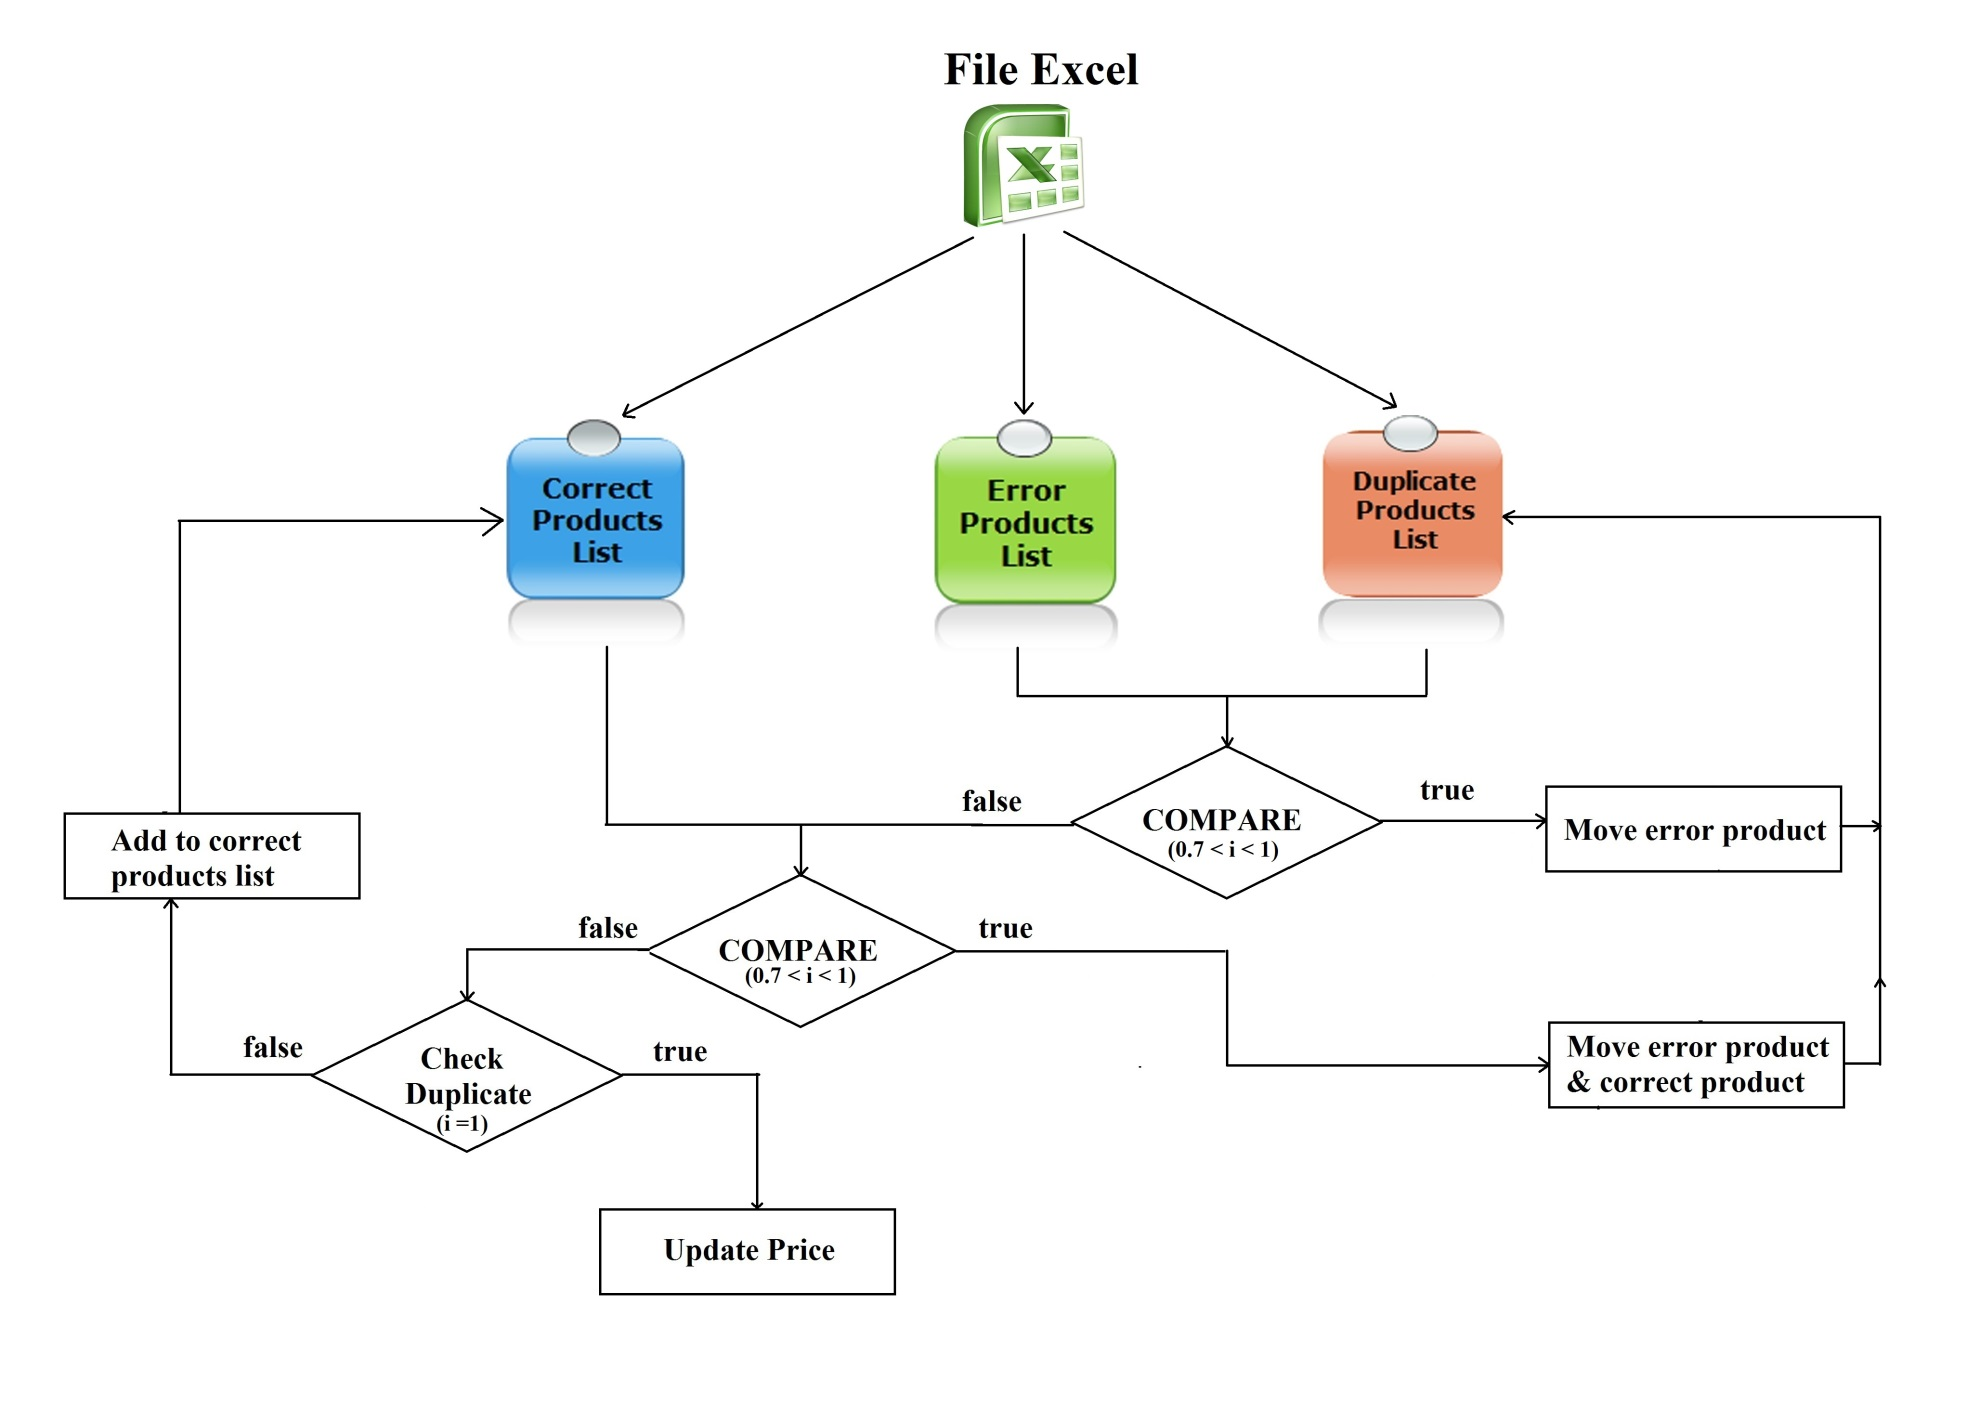 File Excel
Correct
Products
List
Error
Products
List
Duplicate
Products
List
false
COMPARE
(0.7 < i < 1)
true
Move error product
Add to correct
products list
false
COMPARE
(0.7 < i < 1)
true
false
Check
Duplicate
(i =1)
true
Move error product
& correct product
Update Price